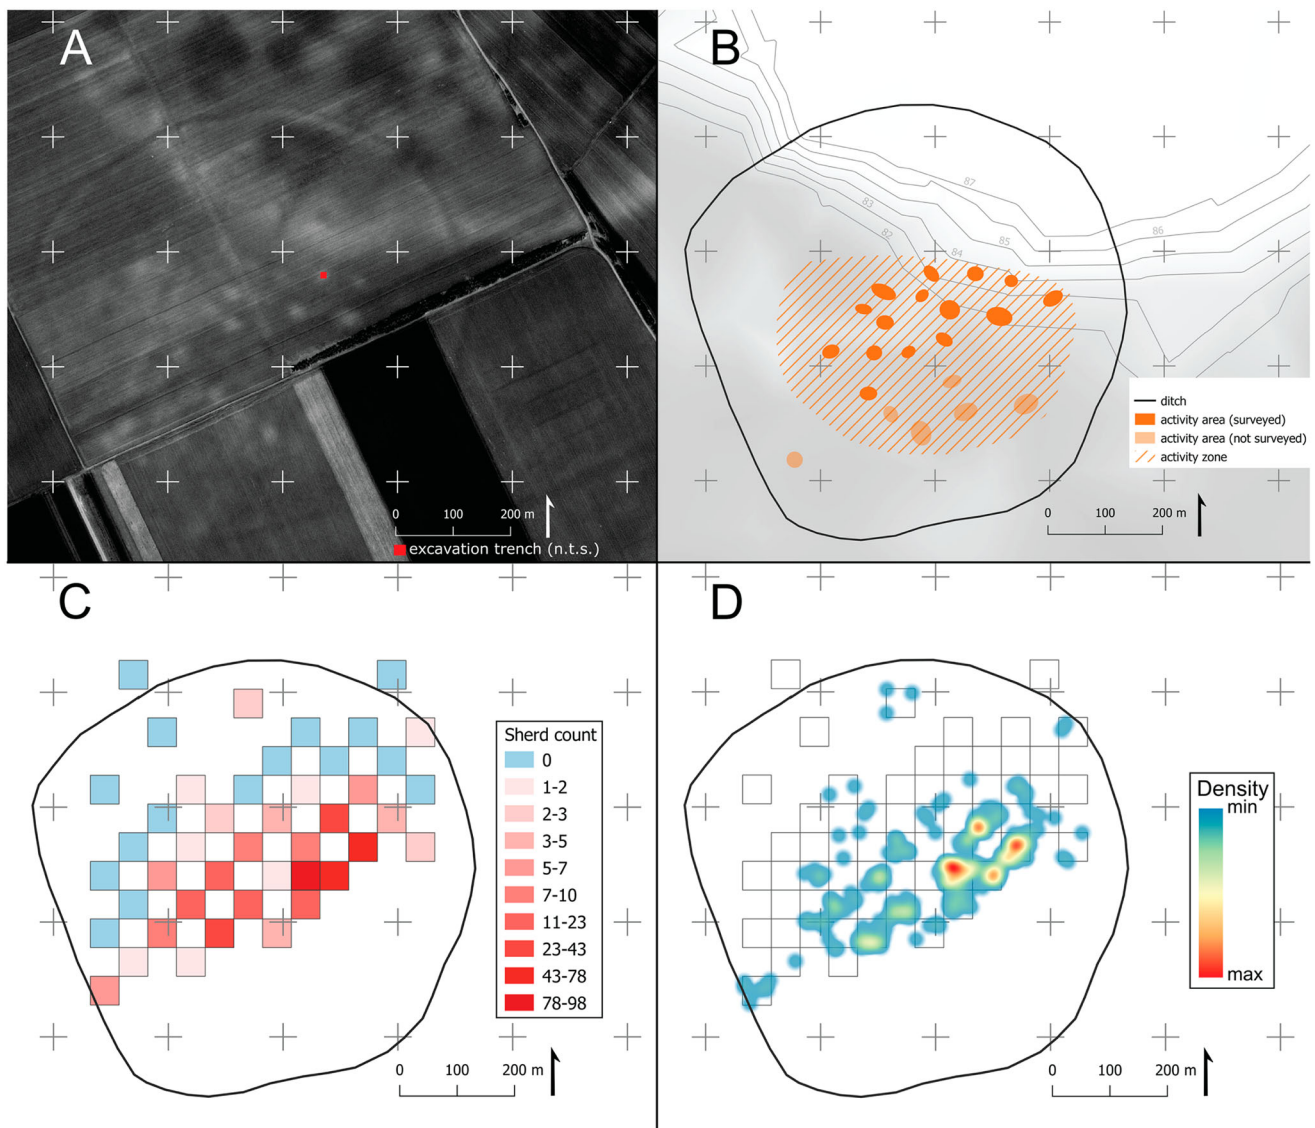 A
0 100 200 m
excavation trench (n.t.s.)
B
87
86
85
84
83
82
ditch
activity area (surveyed)
activity area (not surveyed)
activity zone
0 100 200 m
C
Sherd count
0
1-2
2-3
3-5
5-7
7-10
11-23
23-43
43-78
78-98
0 100 200 m
D
Density
min
max
0 100 200 m